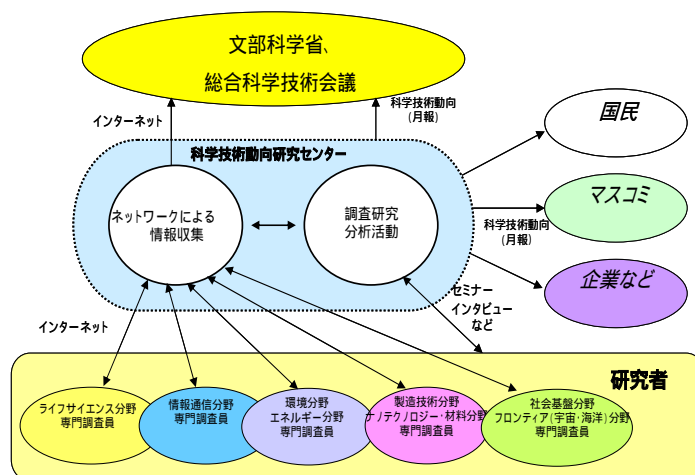 文部科学省、
総合科学技術会議
インターネット
科学技術動向
(月報)
国民
科学技術動向研究センター
ネットワークによる
情報収集
調査研究
分析活動
マスコミ
科学技術動向
(月報)
企業など
セミナー
インタビュー
など
インターネット
研究者
ライフサイエンス分野
専門調査員
情報通信分野
専門調査員
環境分野
エネルギー分野
専門調査員
製造技術分野
ナノテクノロジー・材料分野
専門調査員
社会基盤分野
フロンティア(宇宙・海洋)分野
専門調査員